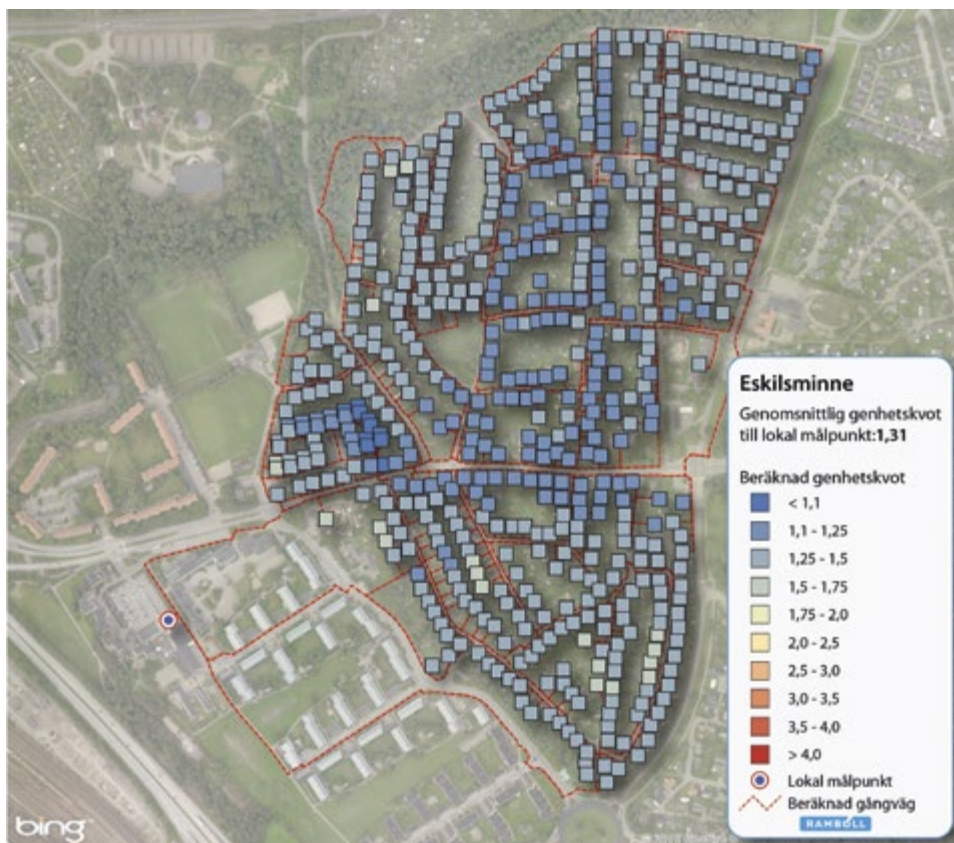 Eskilsminne
Genomsnittlig genhetskvot
till lokal målpunkt:1,31
Beräknad genhetskvot
< 1,1
1,1 - 1,25
1,25 - 1,5
1,5 - 1,75
1,75 - 2,0
2,0 - 2,5
2,5 - 3,0
3,0 - 3,5
3,5 - 4,0
> 4,0
Lokal målpunkt
Beräknad gångväg
RAMBOLL
bing